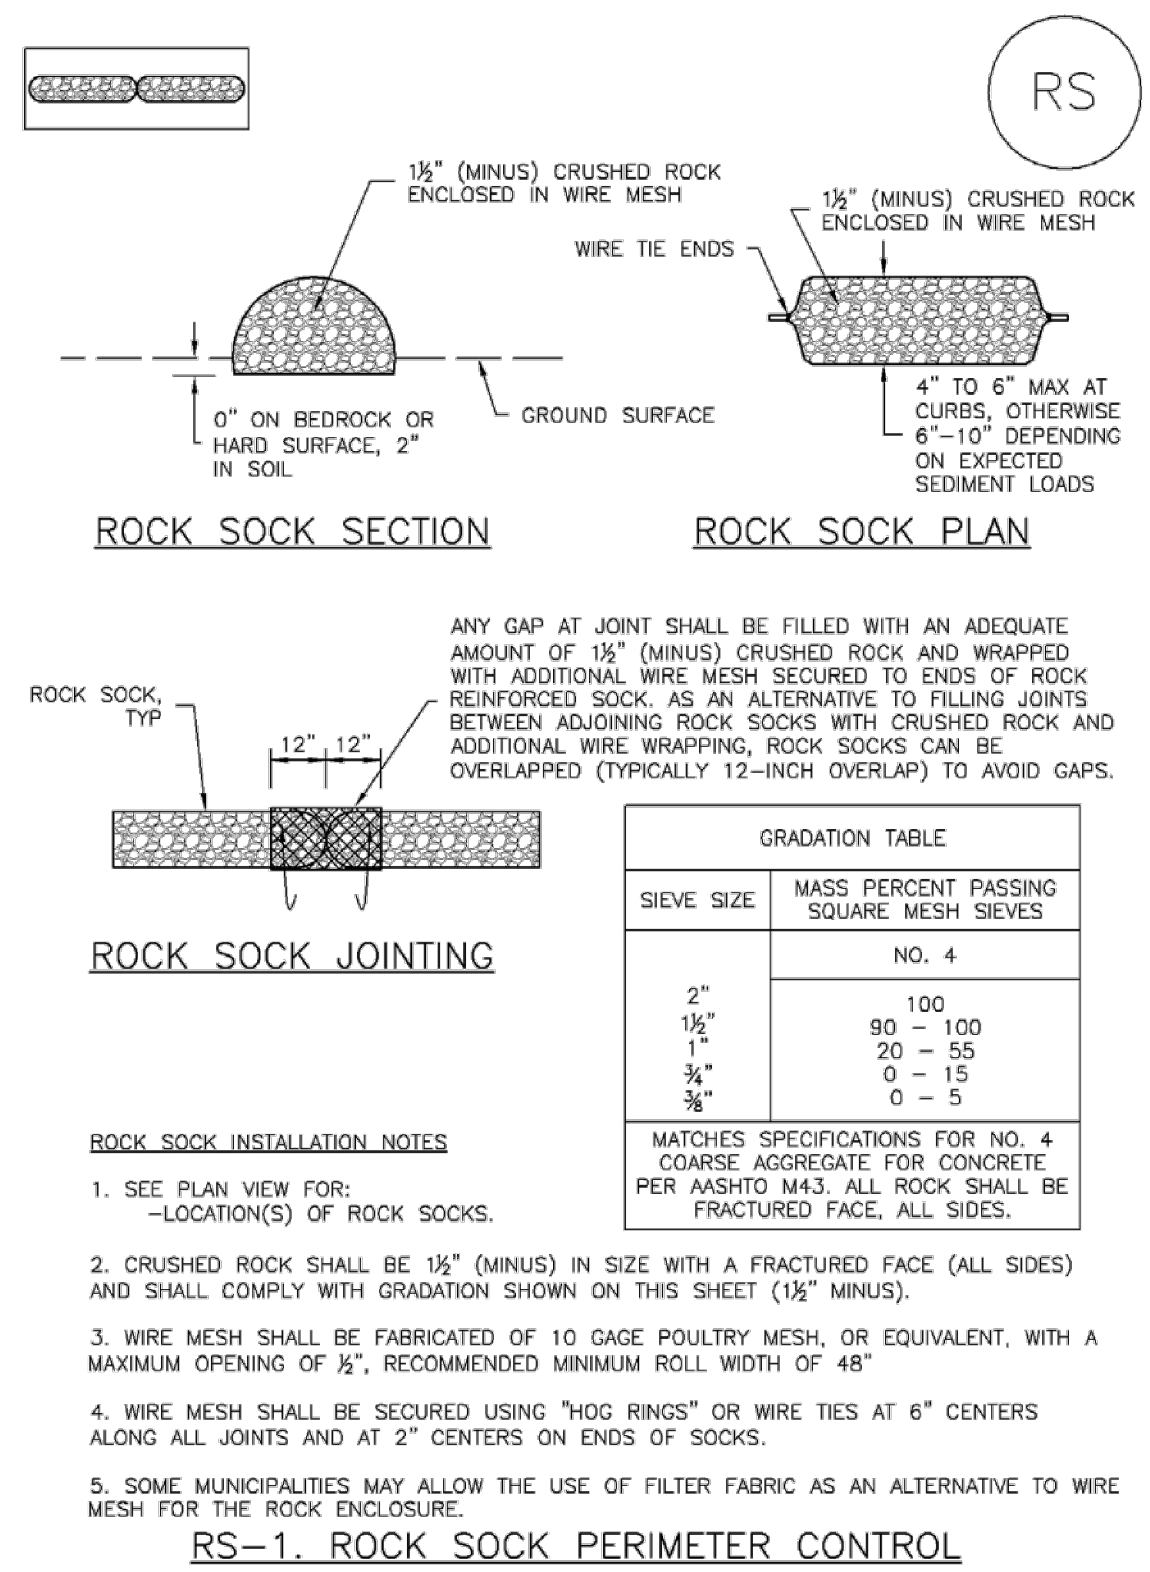 RS
1½" (MINUS) CRUSHED ROCK
ENCLOSED IN WIRE MESH
1½" (MINUS) CRUSHED ROCK
ENCLOSED IN WIRE MESH
WIRE TIE ENDS
GROUND SURFACE
0" ON BEDROCK OR
HARD SURFACE, 2"
IN SOIL
4" TO 6" MAX AT
CURBS, OTHERWISE
6"-10" DEPENDING
ON EXPECTED
SEDIMENT LOADS
ROCK SOCK SECTION
ROCK SOCK PLAN
ANY GAP AT JOINT SHALL BE FILLED WITH AN ADEQUATE
AMOUNT OF 1½" (MINUS) CRUSHED ROCK AND WRAPPED
WITH ADDITIONAL WIRE MESH SECURED TO ENDS OF ROCK
REINFORCED SOCK. AS AN ALTERNATIVE TO FILLING JOINTS
BETWEEN ADJOINING ROCK SOCKS WITH CRUSHED ROCK AND
ADDITIONAL WIRE WRAPPING, ROCK SOCKS CAN BE
OVERLAPPED (TYPICALLY 12-INCH OVERLAP) TO AVOID GAPS.
ROCK SOCK,
TYP
12" 12"
ROCK SOCK JOINTING
GRADATION TABLE
SIEVE SIZE
MASS PERCENT PASSING
SQUARE MESH SIEVES
NO. 4
2" 100
1½" 90 - 100
1" 20 - 55
¾" 0 - 15
⅜" 0 - 5
MATCHES SPECIFICATIONS FOR NO. 4
COARSE AGGREGATE FOR CONCRETE
PER AASHTO M43. ALL ROCK SHALL BE
FRACTURED FACE, ALL SIDES.
ROCK SOCK INSTALLATION NOTES
1. SEE PLAN VIEW FOR:
-LOCATION(S) OF ROCK SOCKS.
2. CRUSHED ROCK SHALL BE 1½" (MINUS) IN SIZE WITH A FRACTURED FACE (ALL SIDES)
AND SHALL COMPLY WITH GRADATION SHOWN ON THIS SHEET (1½" MINUS).
3. WIRE MESH SHALL BE FABRICATED OF 10 GAGE POULTRY MESH, OR EQUIVALENT, WITH A
MAXIMUM OPENING OF ½", RECOMMENDED MINIMUM ROLL WIDTH OF 48"
4. WIRE MESH SHALL BE SECURED USING "HOG RINGS" OR WIRE TIES AT 6" CENTERS
ALONG ALL JOINTS AND AT 2" CENTERS ON ENDS OF SOCKS.
5. SOME MUNICIPALITIES MAY ALLOW THE USE OF FILTER FABRIC AS AN ALTERNATIVE TO WIRE
MESH FOR THE ROCK ENCLOSURE.
RS-1. ROCK SOCK PERIMETER CONTROL